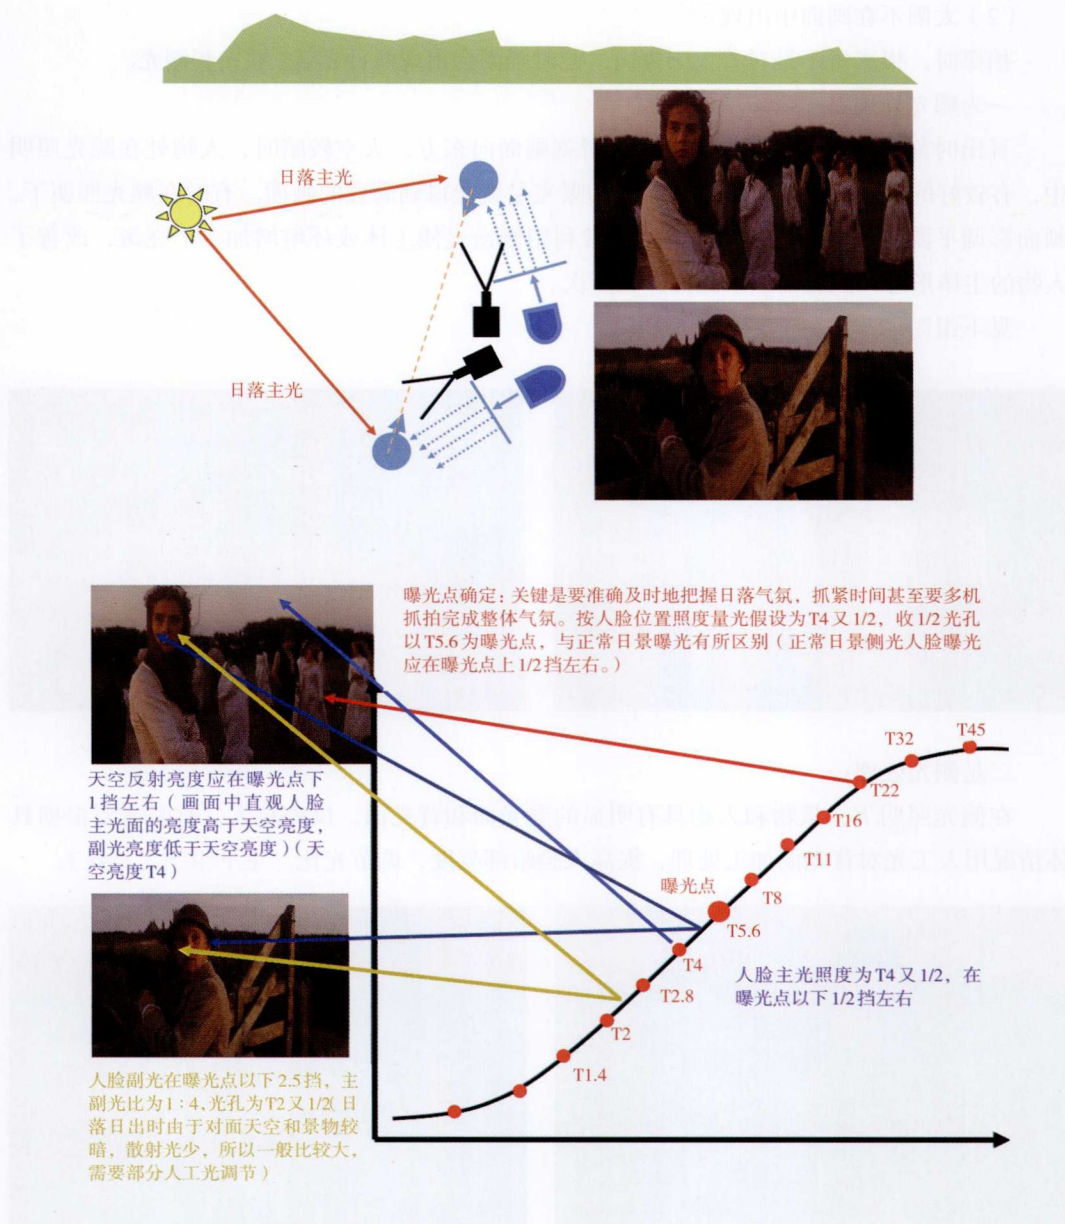 日落主光
日落主光
曝光点确定：关键是要准确及时地把握日落气氛，抓紧时间甚至要多机
抓拍完成整体气氛。按人脸位置照度量光假设为T4又1/2，收1/2光孔
以T5.6为曝光点，与正常日景曝光有所区别（正常日景侧光人脸曝光
应在曝光点上1/2挡左右。）
天空反射亮度应在曝光点下
1挡左右（画面中直观人脸
主光面的亮度高于天空亮度，
副光亮度低于天空亮度）（天
空亮度T4）
T45
T32
T22
T16
T11
T8
曝光点
T5.6
T4
T2.8
T2
T1.4
人脸主光照度为T4又1/2，在
曝光点以下1/2挡左右
人脸副光在曝光点以下2.5挡，主
副光比为1：4，光孔为T2又1/2（日
落日出时由于对面天空和景物较
暗，散射光少，所以一般比较大，
需要部分人工光调节）